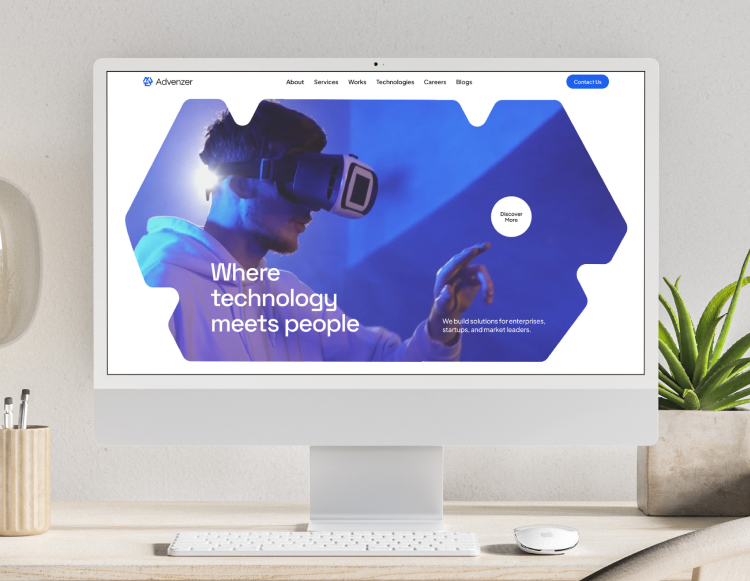 Advenzer
About Services Works Technologies Careers Blogs
Contact Us
Discover
More
Where
technology
meets people
We build solutions for enterprises,
startups, and market leaders.